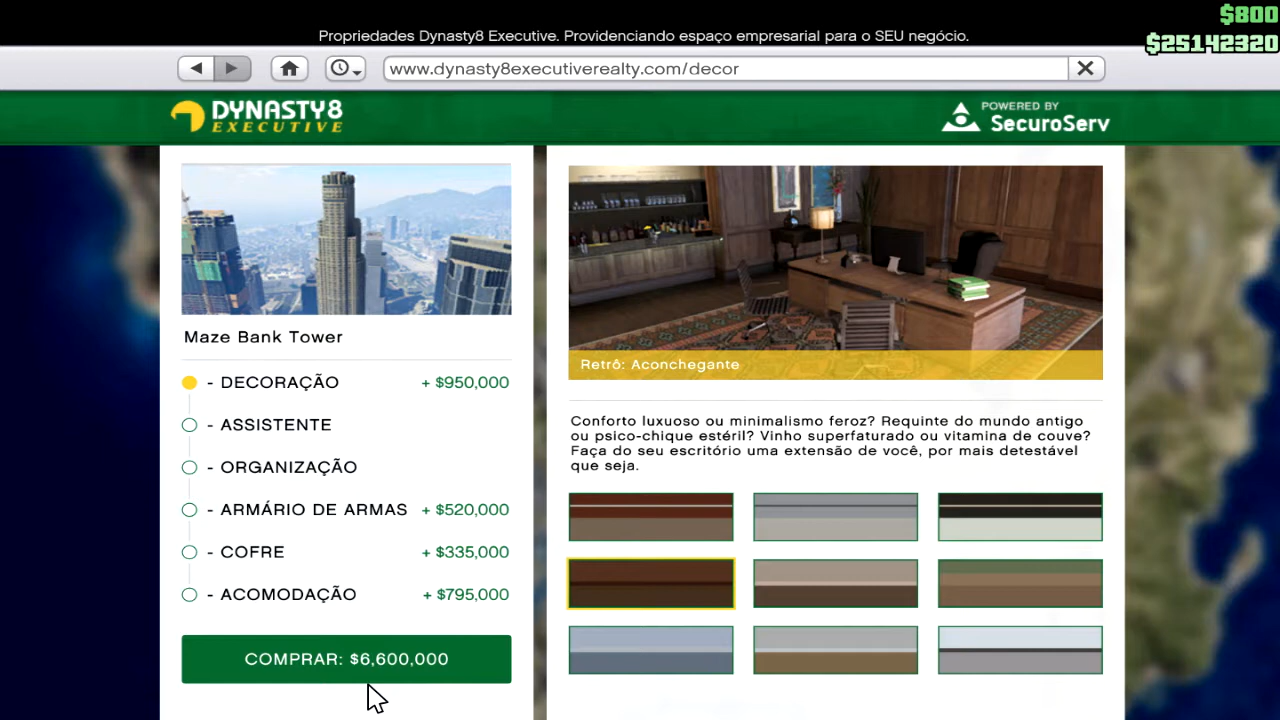 $800
$25142320
Propriedades Dynasty8 Executive. Providenciando espaço empresarial para o SEU negócio.
www.dynasty8executiverealty.com/decor
DYNASTY8
EXECUTIVE
POWERED BY
SecuroServ
Maze Bank Tower
- DECORAÇÃO + $950,000
- ASSISTENTE
- ORGANIZAÇÃO
- ARMÁRIO DE ARMAS + $520,000
- COFRE + $335,000
- ACOMODAÇÃO + $795,000
COMPRAR: $6,600,000
Retrô: Aconchegante
Conforto luxuoso ou minimalismo feroz? Requinte do mundo antigo
ou psico-chique estéril? Vinho superfaturado ou vitamina de couve?
Faça do seu escritório uma extensão de você, por mais detestável
que seja.